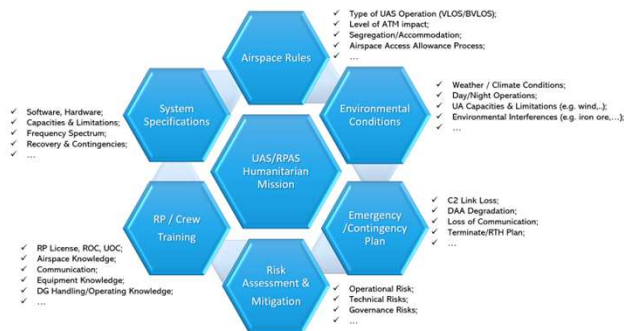 ✓ Type of UAS Operation (VLOS/BVLOS);
✓ Level of ATM impact;
✓ Segregation/Accommodation;
✓ Airspace Access Allowance Process;
✓ …
Airspace Rules
✓ Weather / Climate Conditions;
✓ Day/Night Operations;
✓ UA Capacities & Limitations (e.g. wind,..);
✓ Environmental Interferences (e.g. iron ore,…);
✓ …
Environmental
Conditions
System
Specifications
✓ Software, Hardware;
✓ Capacities & Limitations;
✓ Frequency Spectrum;
✓ Recovery & Contingencies;
✓ …
UAS/RPAS
Humanitarian
Mission
Emergency
/Contingency
Plan
✓ C2 Link Loss;
✓ DAA Degradation;
✓ Loss of Communication;
✓ Terminate/RTH Plan;
✓ …
RP / Crew
Training
✓ RP License, ROC, UOC;
✓ Airspace Knowledge;
✓ Communication;
✓ Equipment Knowledge;
✓ DG Handling/Operating Knowledge;
✓ …
Risk
Assessment &
Mitigation
✓ Operational Risk;
✓ Technical Risks;
✓ Governance Risks;
✓ …